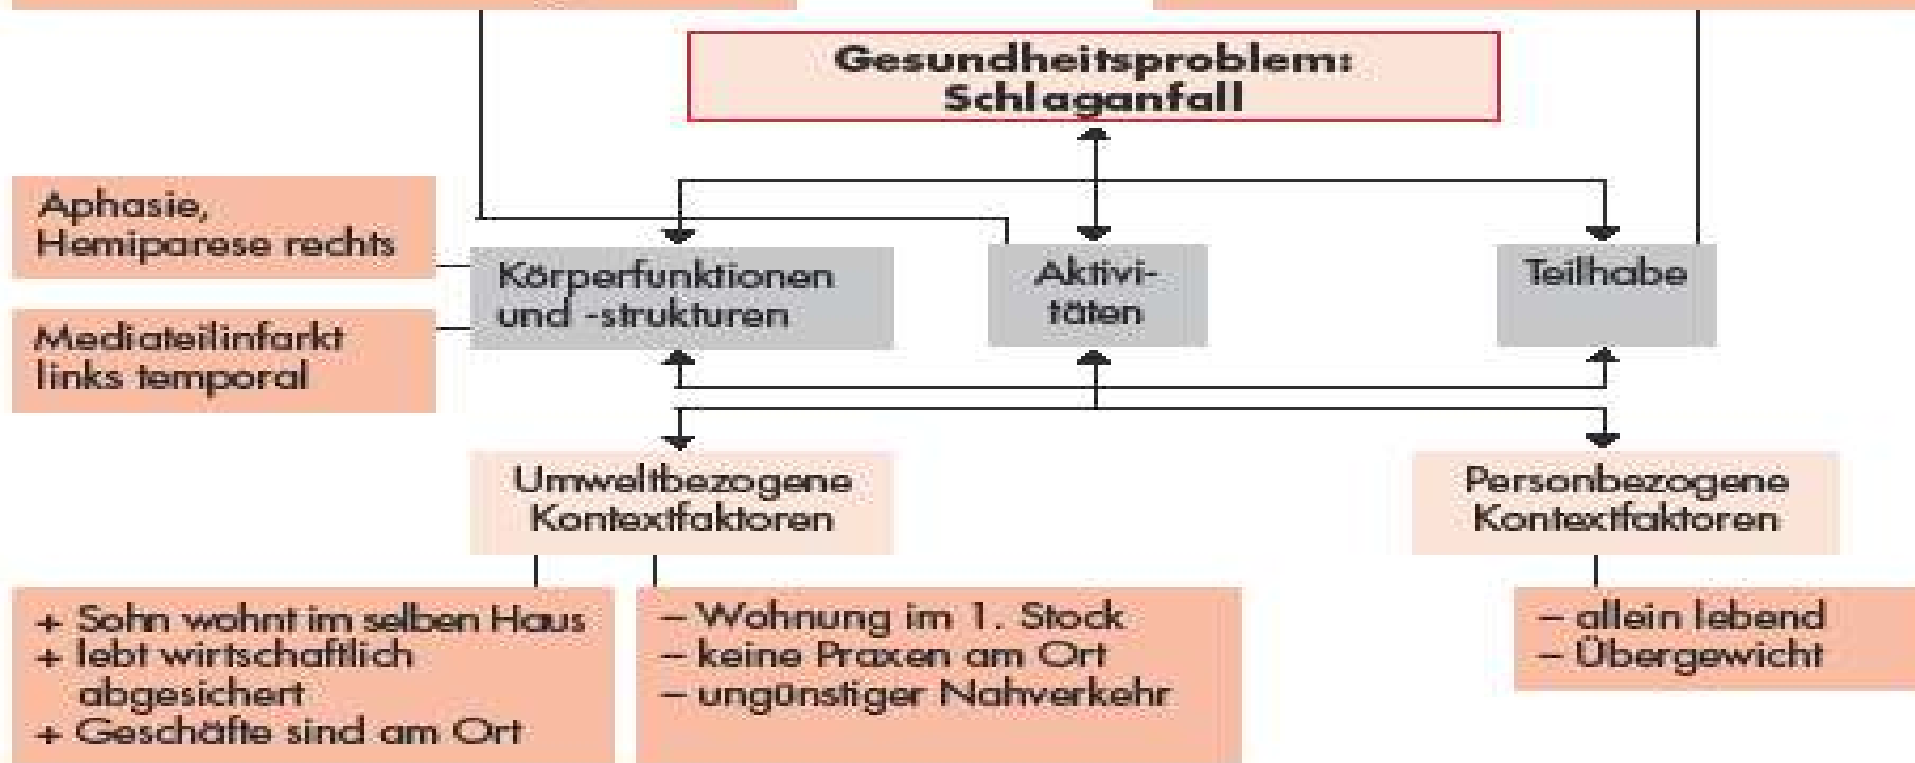 Gesundheitsproblem:
Schlaganfall
Aphasie,
Hemiparese rechts
Körperfunktionen
und -strukturen
Aktivi-
täten
Teilhabe
Mediateilinfarkt
links temporal
Umweltbezogene
Kontextfaktoren
Personbezogene
Kontextfaktoren
+ Sohn wohnt im selben Haus
+ lebt wirtschaftlich
abgesichert
+ Geschäfte sind am Ort
– Wohnung im 1. Stock
– keine Praxen am Ort
– ungünstiger Nahverkehr
– allein lebend
– Übergewicht